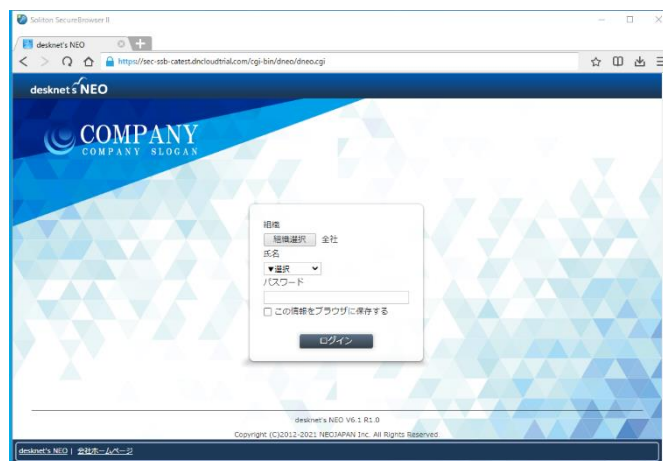 Soliton SecureBrowser II
desknet's NEO
https://sec-ssb-catest.dncloudtrial.com/cgi-bin/dneo/dneo.cgi
desknet's NEO
COMPANY
COMPANY SLOGAN
組織
組織選択 全社
氏名
▼選択
パスワード
この情報をブラウザに保存する
ログイン
desknet's NEO V6.1 R1.0
Copyright (C)2012-2021 NEOJAPAN Inc. All Rights Reserved.
desknet's NEO | 会社ホームページ